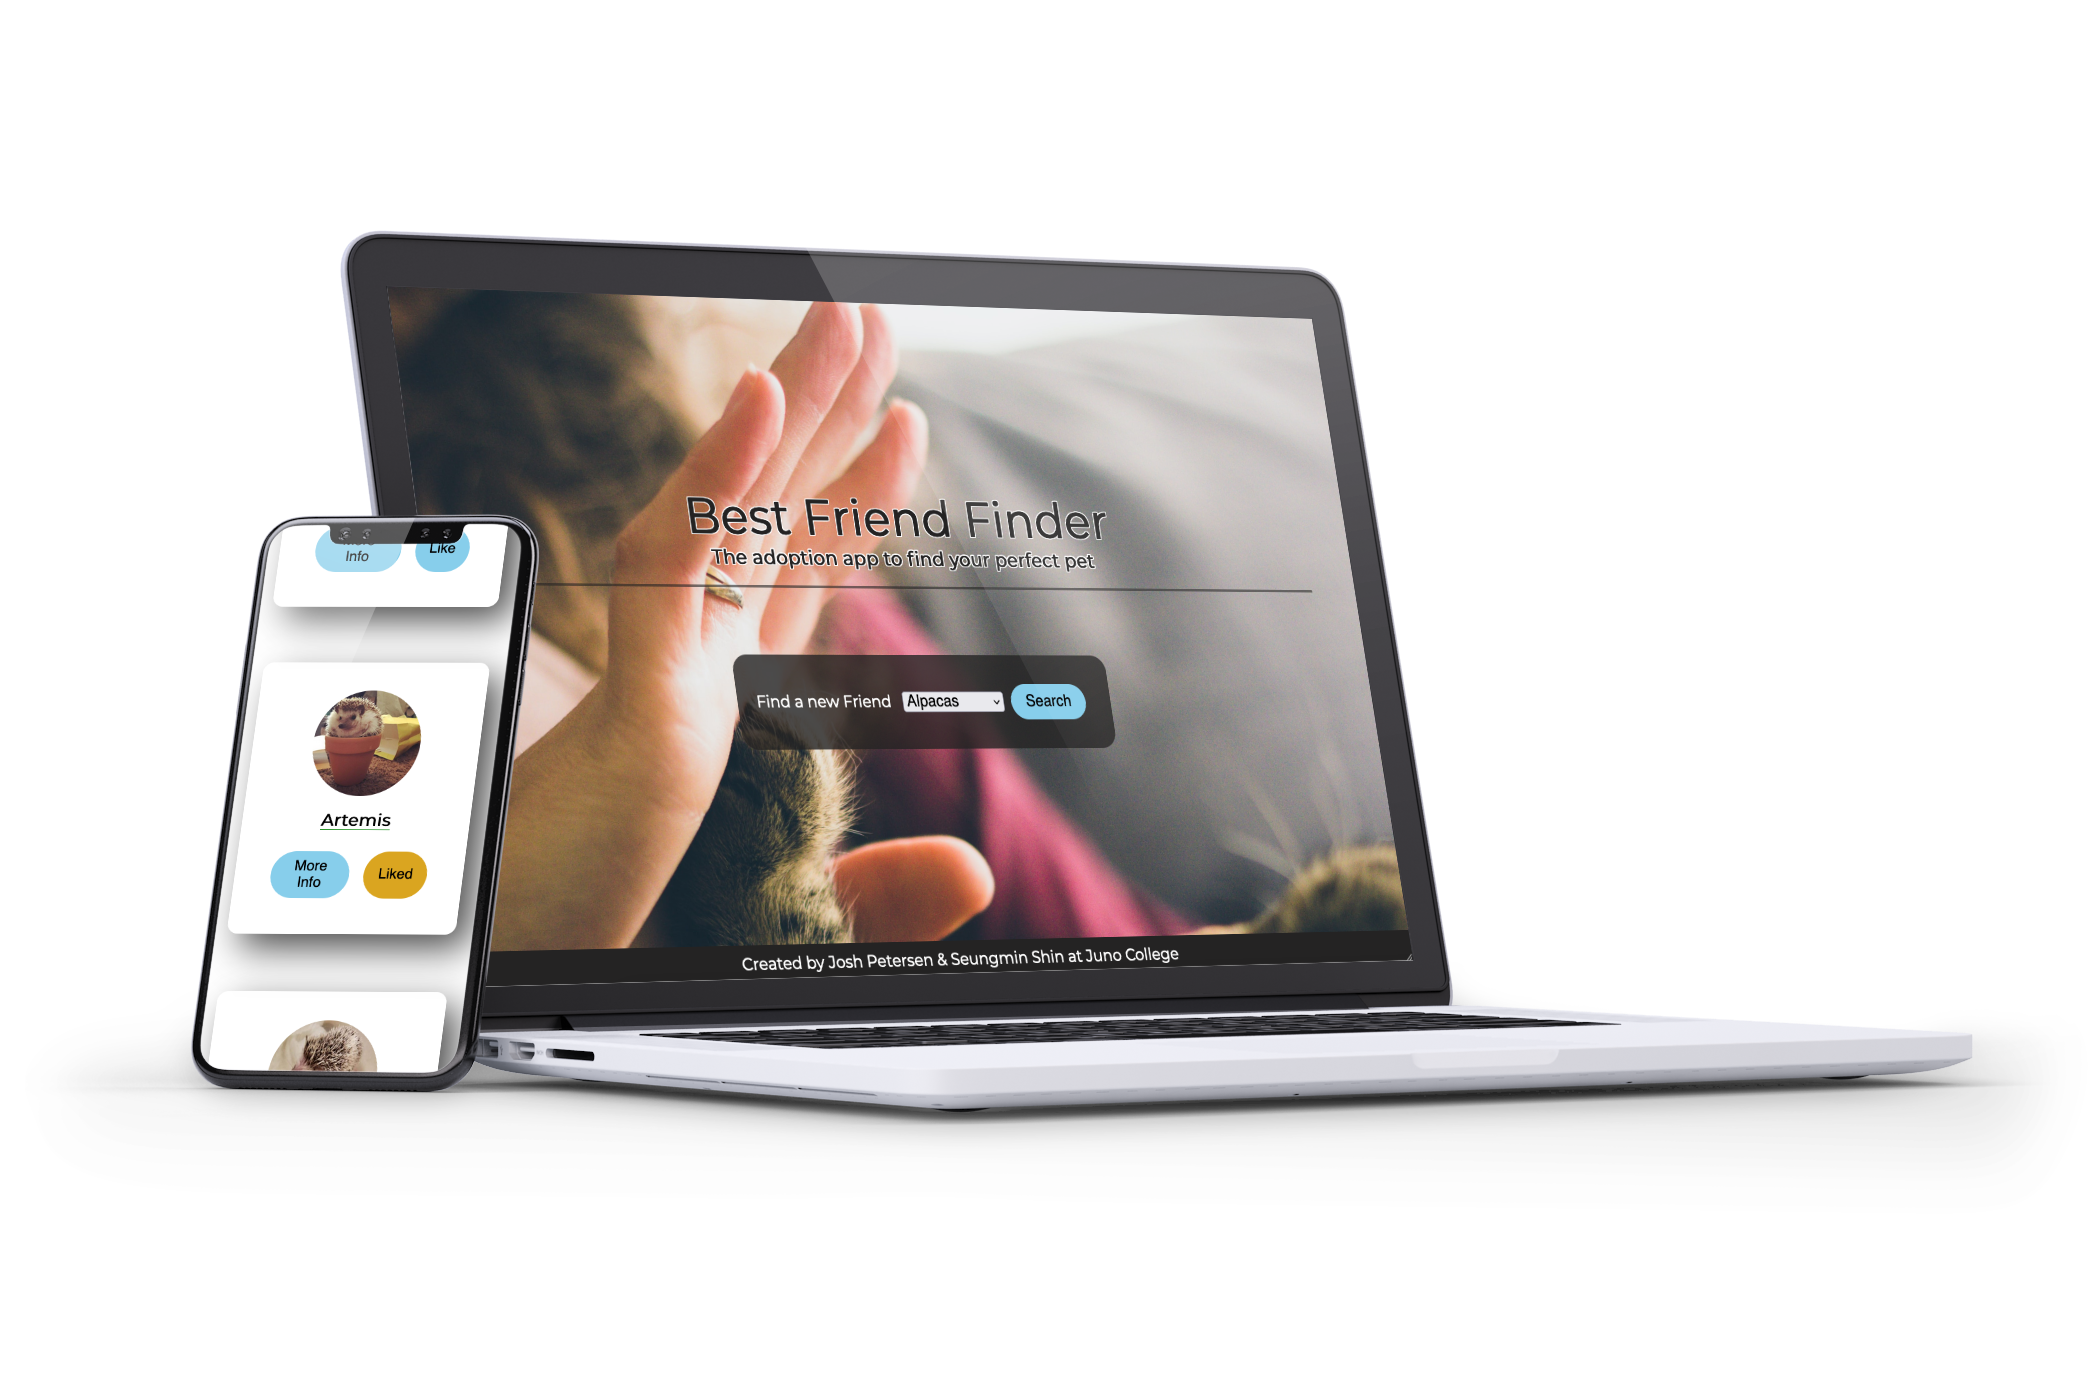 Best Friend Finder
The adoption app to find your perfect pet
Find a new Friend Alpacas Search
Created by Josh Petersen & Seungmin Shin at Juno College
Info
Like
Artemis
More
Info
Liked